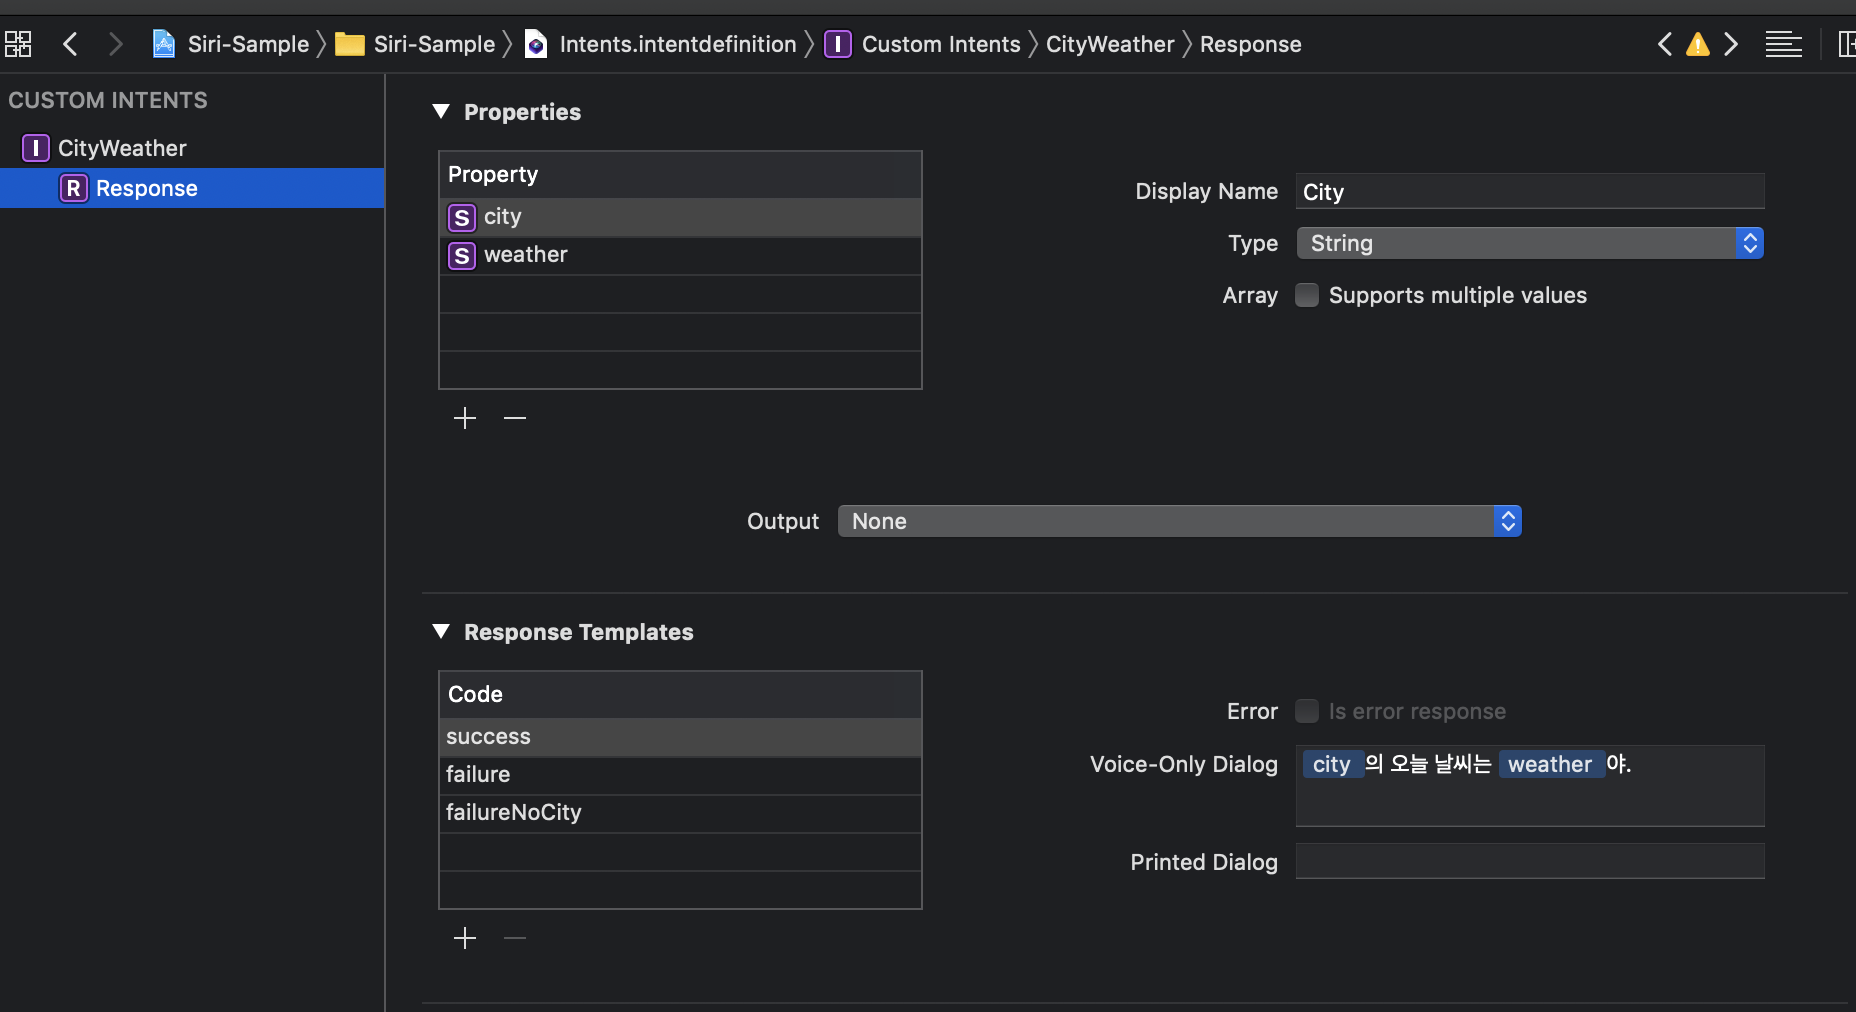 Siri-Sample 〉 Siri-Sample 〉 Intents.intentdefinition 〉 I Custom Intents 〉 CityWeather 〉 Response
CUSTOM INTENTS
I CityWeather
R Response
Properties
Property
S city
S weather
Display Name City
Type String
Array Supports multiple values
Output None
Response Templates
Code
success
failure
failureNoCity
Error Is error response
Voice-Only Dialog city 의 오늘 날씨는 weather 야.
Printed Dialog